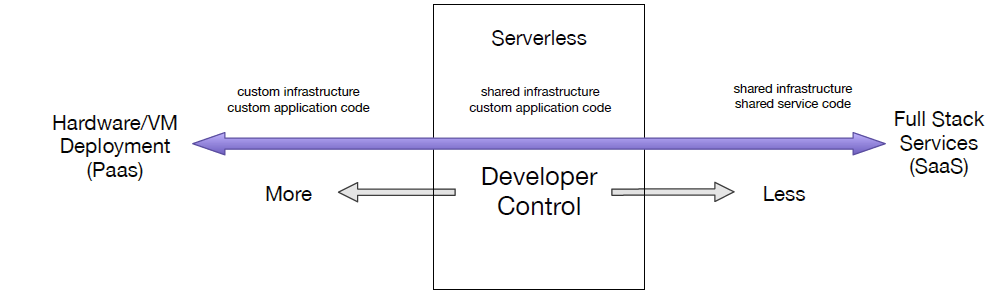 Serverless
custom infrastructure
custom application code
shared infrastructure
custom application code
shared infrastructure
shared service code
Hardware/VM
Deployment
(Paas)
Full Stack
Services
(SaaS)
More
Developer
Control
Less